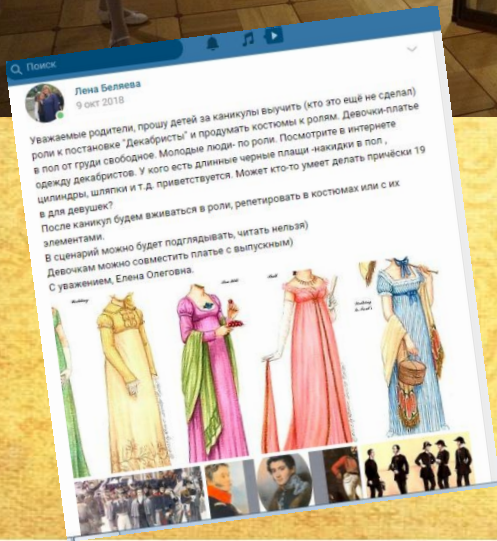 Поиск
Лена Беляева
9 окт 2018
Уважаемые родители, прошу детей за каникулы выучить (кто это ещё не сделал)
роли к постановке "Декабристы" и продумать костюмы к ролям. Девочки-платье
в пол от груди свободное. Молодые люди- по роли. Посмотрите в интернете
одежду декабристов. У кого есть длинные черные плащи -накидки в пол ,
цилиндры, шляпки и т.д. приветствуется. Может кто-то умеет делать причёски 19
в для девушек?
После каникул будем вживаться в роли, репетировать в костюмах или с их
элементами.
В сценарий можно будет подглядывать, читать нельзя)
Девочкам можно совместить платье с выпускным)
С уважением, Елена Олеговна.